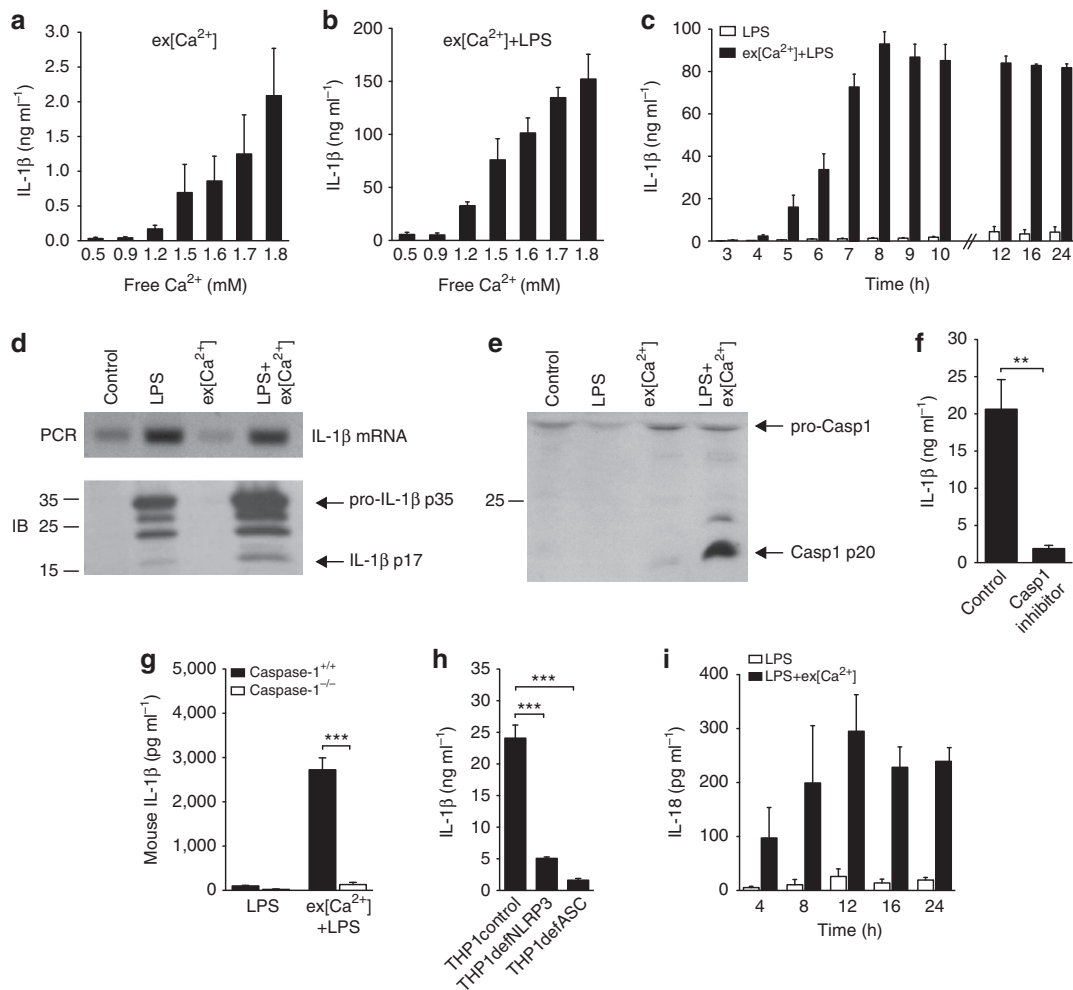 a
ex[Ca²⁺]
IL-1β (ng ml⁻¹)
3.0
2.5
2.0
1.5
1.0
0.5
0.0
0.5 0.9 1.2 1.5 1.6 1.7 1.8
Free Ca²⁺ (mM)
b
ex[Ca²⁺]+LPS
IL-1β (ng ml⁻¹)
200
150
100
50
0
0.5 0.9 1.2 1.5 1.6 1.7 1.8
Free Ca²⁺ (mM)
c
LPS
ex[Ca²⁺]+LPS
IL-1β (ng ml⁻¹)
100
80
60
40
20
0
3 4 5 6 7 8 9 10 // 12 16 24
Time (h)
d
Control
LPS
ex[Ca²⁺]
LPS+
ex[Ca²⁺]
PCR
IL-1β mRNA
IB
35
25
15
pro-IL-1β p35
IL-1β p17
e
Control
LPS
ex[Ca²⁺]
LPS+
ex[Ca²⁺]
pro-Casp1
25
Casp1 p20
f
IL-1β (ng ml⁻¹)
30
25
20
15
10
5
0
**
Control
Casp1
inhibitor
g
Caspase-1⁺/⁺
Caspase-1⁻/⁻
Mouse IL-1β (pg ml⁻¹)
5,000
4,000
3,000
2,000
1,000
0
***
LPS
ex[Ca²⁺]
+LPS
h
IL-1β (ng ml⁻¹)
35
30
25
20
15
10
5
0
***
***
THP1control
THP1defNLRP3
THP1defASC
i
LPS
LPS+ex[Ca²⁺]
IL-18 (pg ml⁻¹)
400
300
200
100
0
4 8 12 16 24
Time (h)